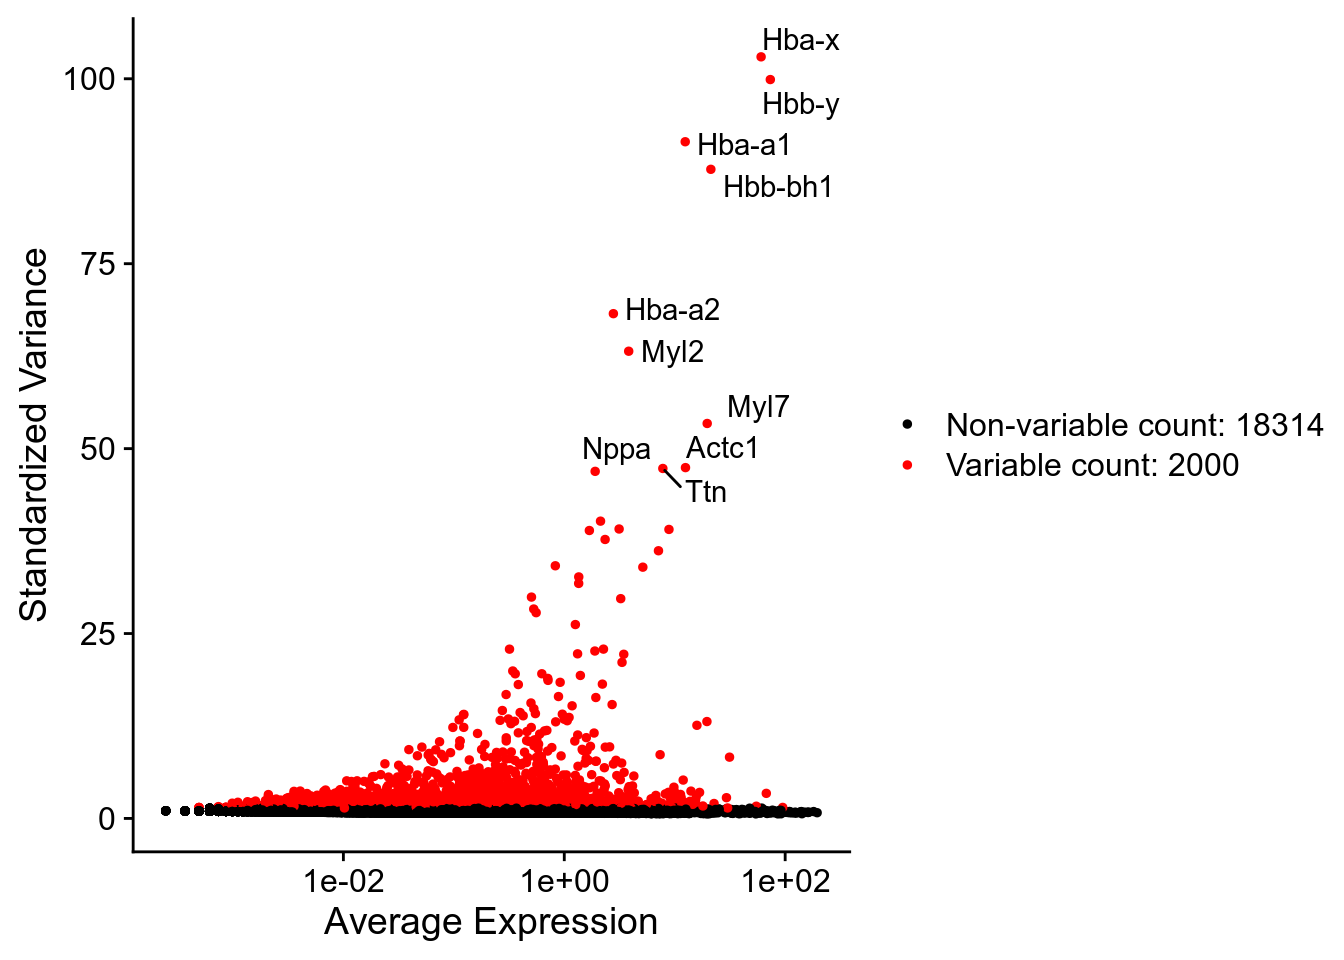 Hba-x
100
Hbb-y
Hba-a1
Hbb-bh1
75
Hba-a2
Myl2
Myl7
50
Nppa
Actc1
Ttn
25
0
Standardized Variance
1e-02
1e+00
1e+02
Average Expression
Non-variable count: 18314
Variable count: 2000